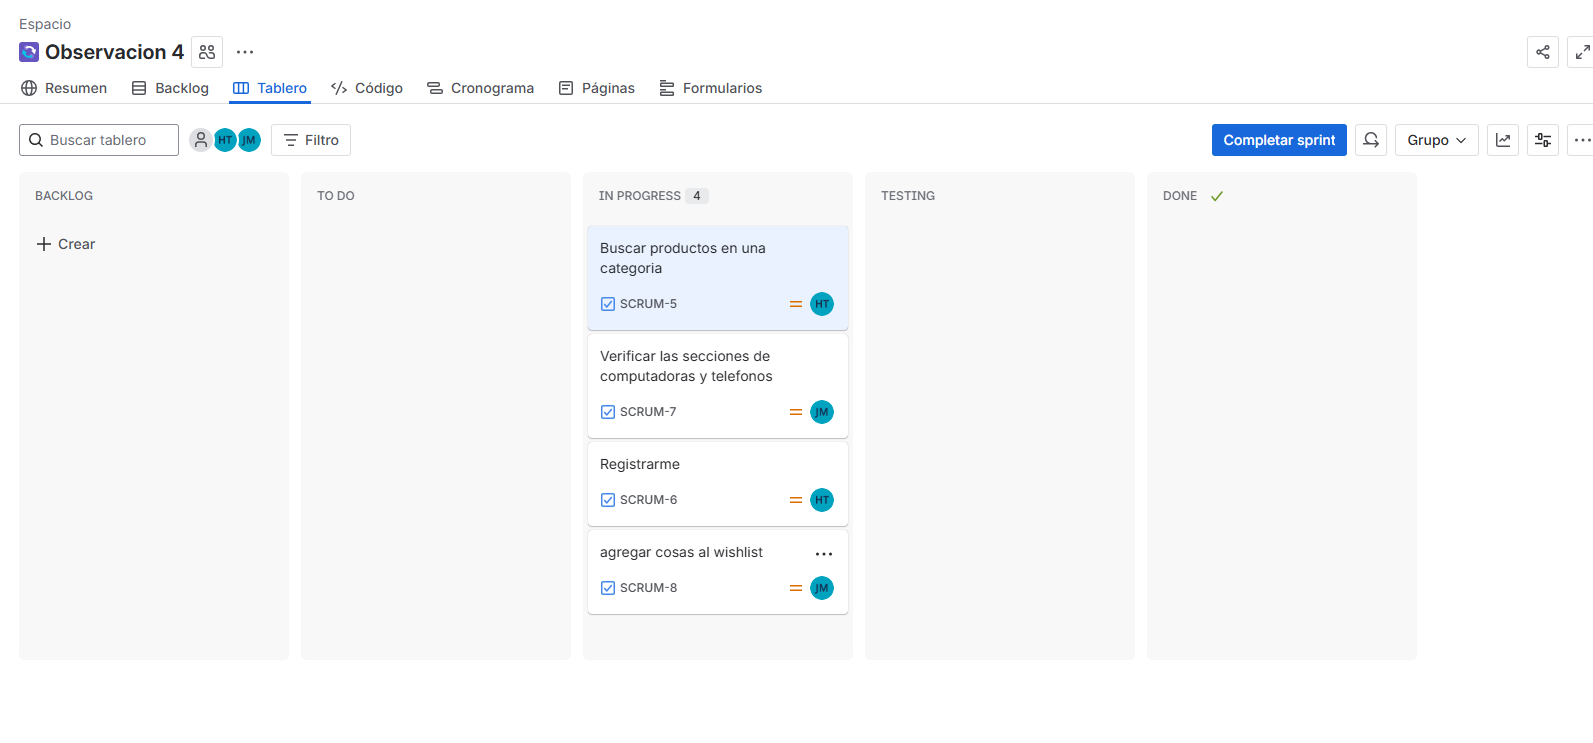 Espacio
Observacion 4
Resumen Backlog Tablero Código Cronograma Páginas Formularios
Buscar tablero HT JM Filtro Completar sprint Grupo
BACKLOG TO DO IN PROGRESS 4 TESTING DONE
Crear
Buscar productos en una
categoria
SCRUM-5 HT
Verificar las secciones de
computadoras y telefonos
SCRUM-7 JM
Registrarme
SCRUM-6 HT
agregar cosas al wishlist
SCRUM-8 JM